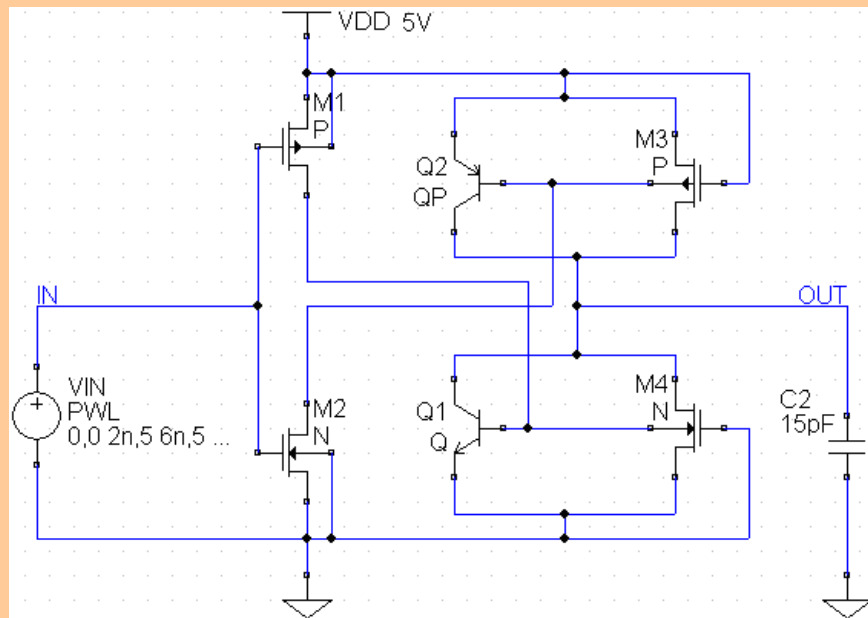 VDD 5V
M1
P
M3
P
Q2
QP
IN
OUT
VIN
PWL
0,0 2n,5 6n,5 ...
M2
N
Q1
Q
M4
N
C2
15pF